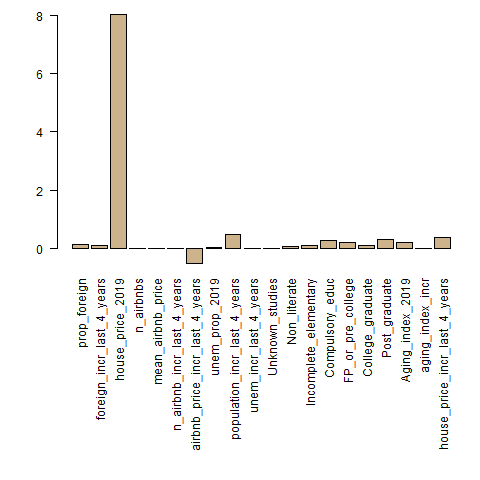 8
6
4
2
0
prop_foreign
foreign_incr_last_4_years
house_price_2019
n_airbnbs
mean_airbnb_price
n_airbnb_incr_last_4_years
airbnb_price_incr_last_4_years
unem_prop_2019
population_incr_last_4_years
unem_incr_last_4_years
Unknown_studies
Non_literate
Incomplete_elementary
Compulsory_educ
FP_or_pre_college
College_graduate
Post_graduate
Aging_index_2019
aging_index_incr
house_price_incr_last_4_years